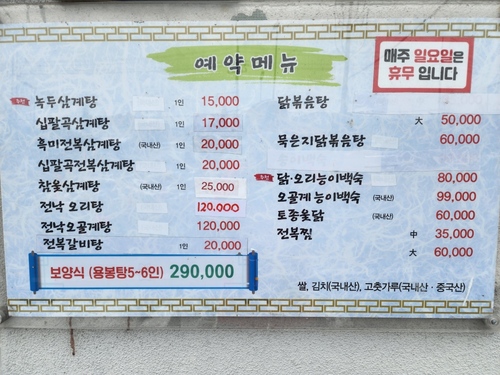 예약메뉴
매주 일요일은
휴무 입니다
녹두삼계탕 1인 15,000
십팔곡삼계탕 1인 17,000
흑미전복삼계탕 (국내산) 1인 20,000
십팔곡전복삼계탕 1인 20,000
참옻삼계탕 (국내산) 1인 25,000
전낙 오리탕 120,000
전낙오골계탕 120,000
전복갈비탕 1인 20,000
보양식 (용봉탕5~6인) 290,000
닭볶음탕
大 50,000
묵은지닭볶음탕 60,000
닭·오리능이백숙 (국내산) 80,000
오골계능이백숙 (국내산) 99,000
토종옻닭 (국내산) 60,000
전복찜 中 35,000
大 60,000
쌀, 김치(국내산), 고춧가루(국내산·중국산)